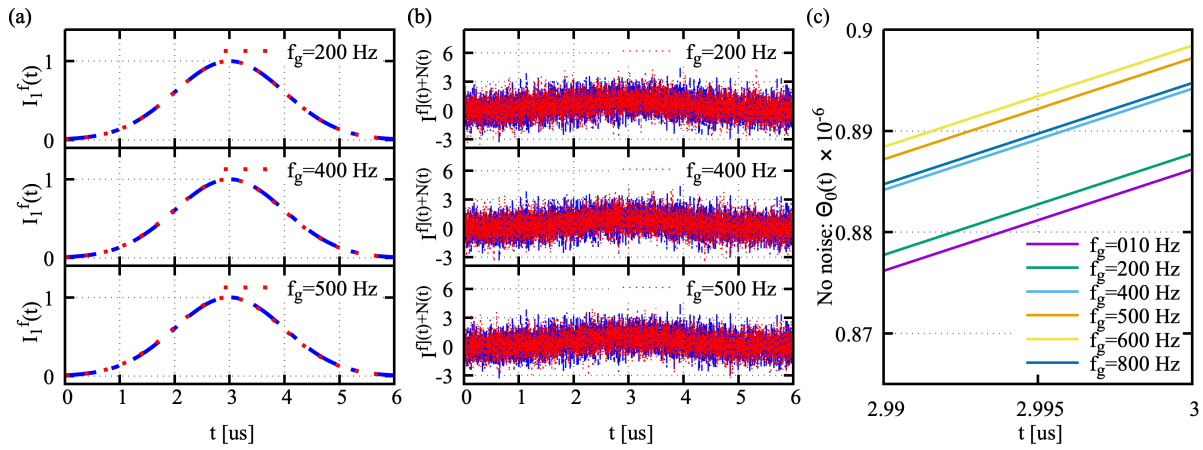 (a)
f_g=200 Hz
1
0
I_1^f(t)
f_g=400 Hz
1
0
I_1^f(t)
f_g=500 Hz
1
0
I_1^f(t)
0 1 2 3 4 5 6
t [us]
(b)
f_g=200 Hz
6
3
0
-3
I^{f](t)+N(t)}
f_g=400 Hz
6
3
0
-3
I^{f](t)+N(t)}
f_g=500 Hz
6
3
0
-3
I^{f](t)+N(t)}
0 1 2 3 4 5 6
t [us]
(c)
0.9
0.89
0.88
0.87
No noise: Θ_0(t) × 10^-6
f_g=010 Hz
f_g=200 Hz
f_g=400 Hz
f_g=500 Hz
f_g=600 Hz
f_g=800 Hz
2.99 2.995 3
t [us]